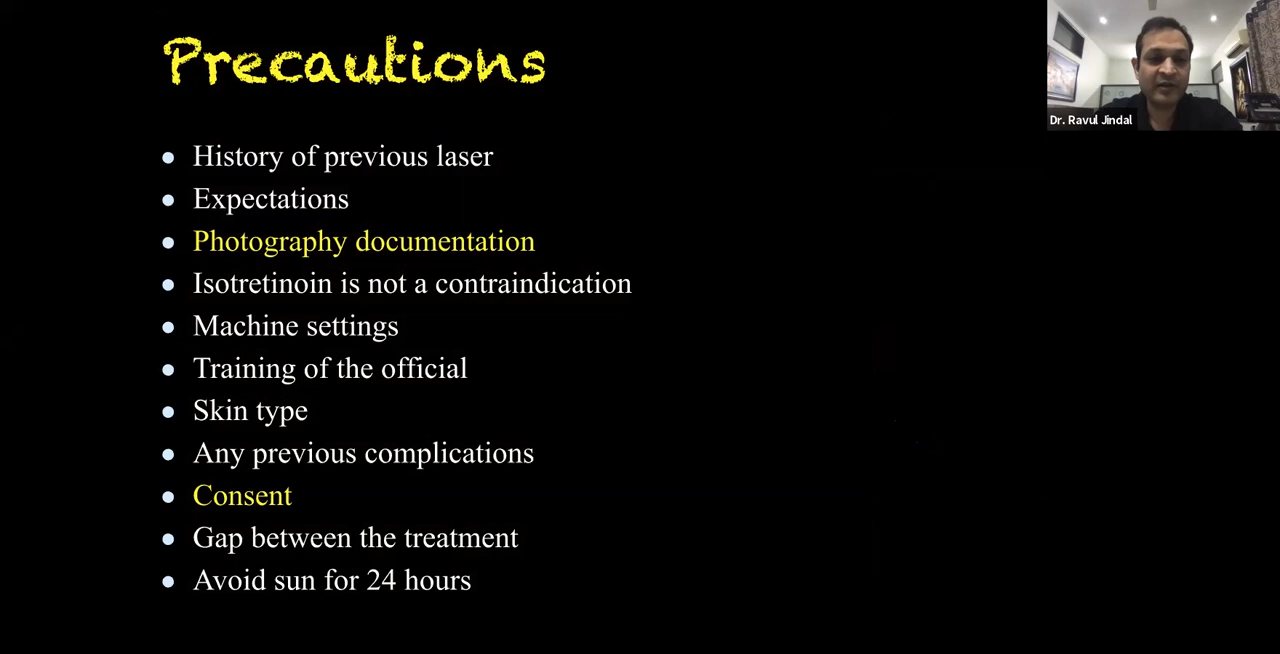 Precautions
Dr. Ravul Jindal
● History of previous laser
● Expectations
● Photography documentation
● Isotretinoin is not a contraindication
● Machine settings
● Training of the official
● Skin type
● Any previous complications
● Consent
● Gap between the treatment
● Avoid sun for 24 hours